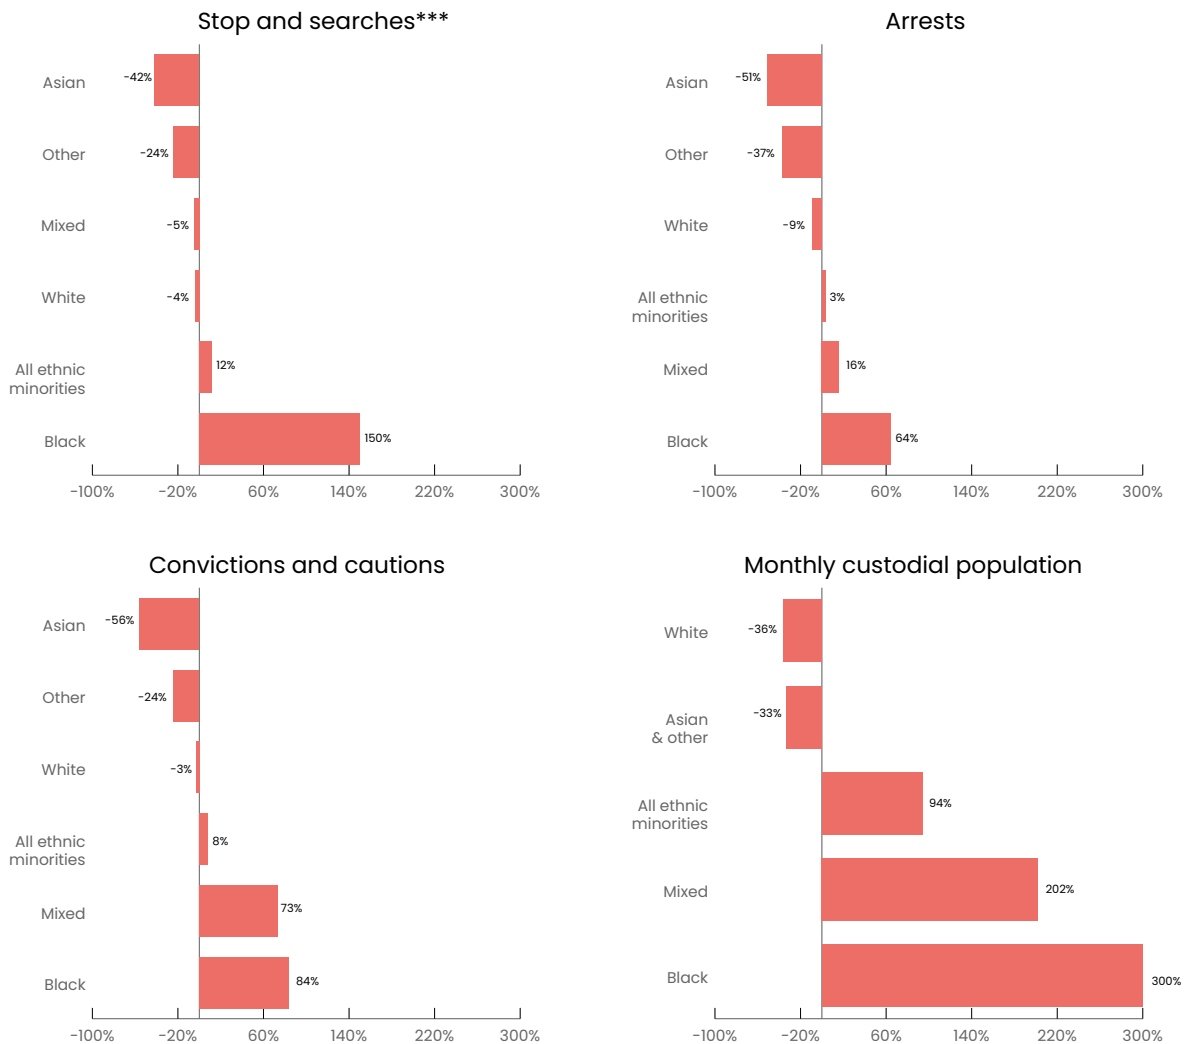 Stop and searches***
Asian
-42%
Other
-24%
Mixed
-5%
White
-4%
All ethnic
minorities
12%
Black
150%
-100% -20% 60% 140% 220% 300%
Arrests
Asian
-51%
Other
-37%
White
-9%
All ethnic
minorities
3%
Mixed
16%
Black
64%
-100% -20% 60% 140% 220% 300%
Convictions and cautions
Asian
-56%
Other
-24%
White
-3%
All ethnic
minorities
8%
Mixed
73%
Black
84%
-100% -20% 60% 140% 220% 300%
Monthly custodial population
White
-36%
Asian
& other
-33%
All ethnic
minorities
94%
Mixed
202%
Black
300%
-100% -20% 60% 140% 220% 300%